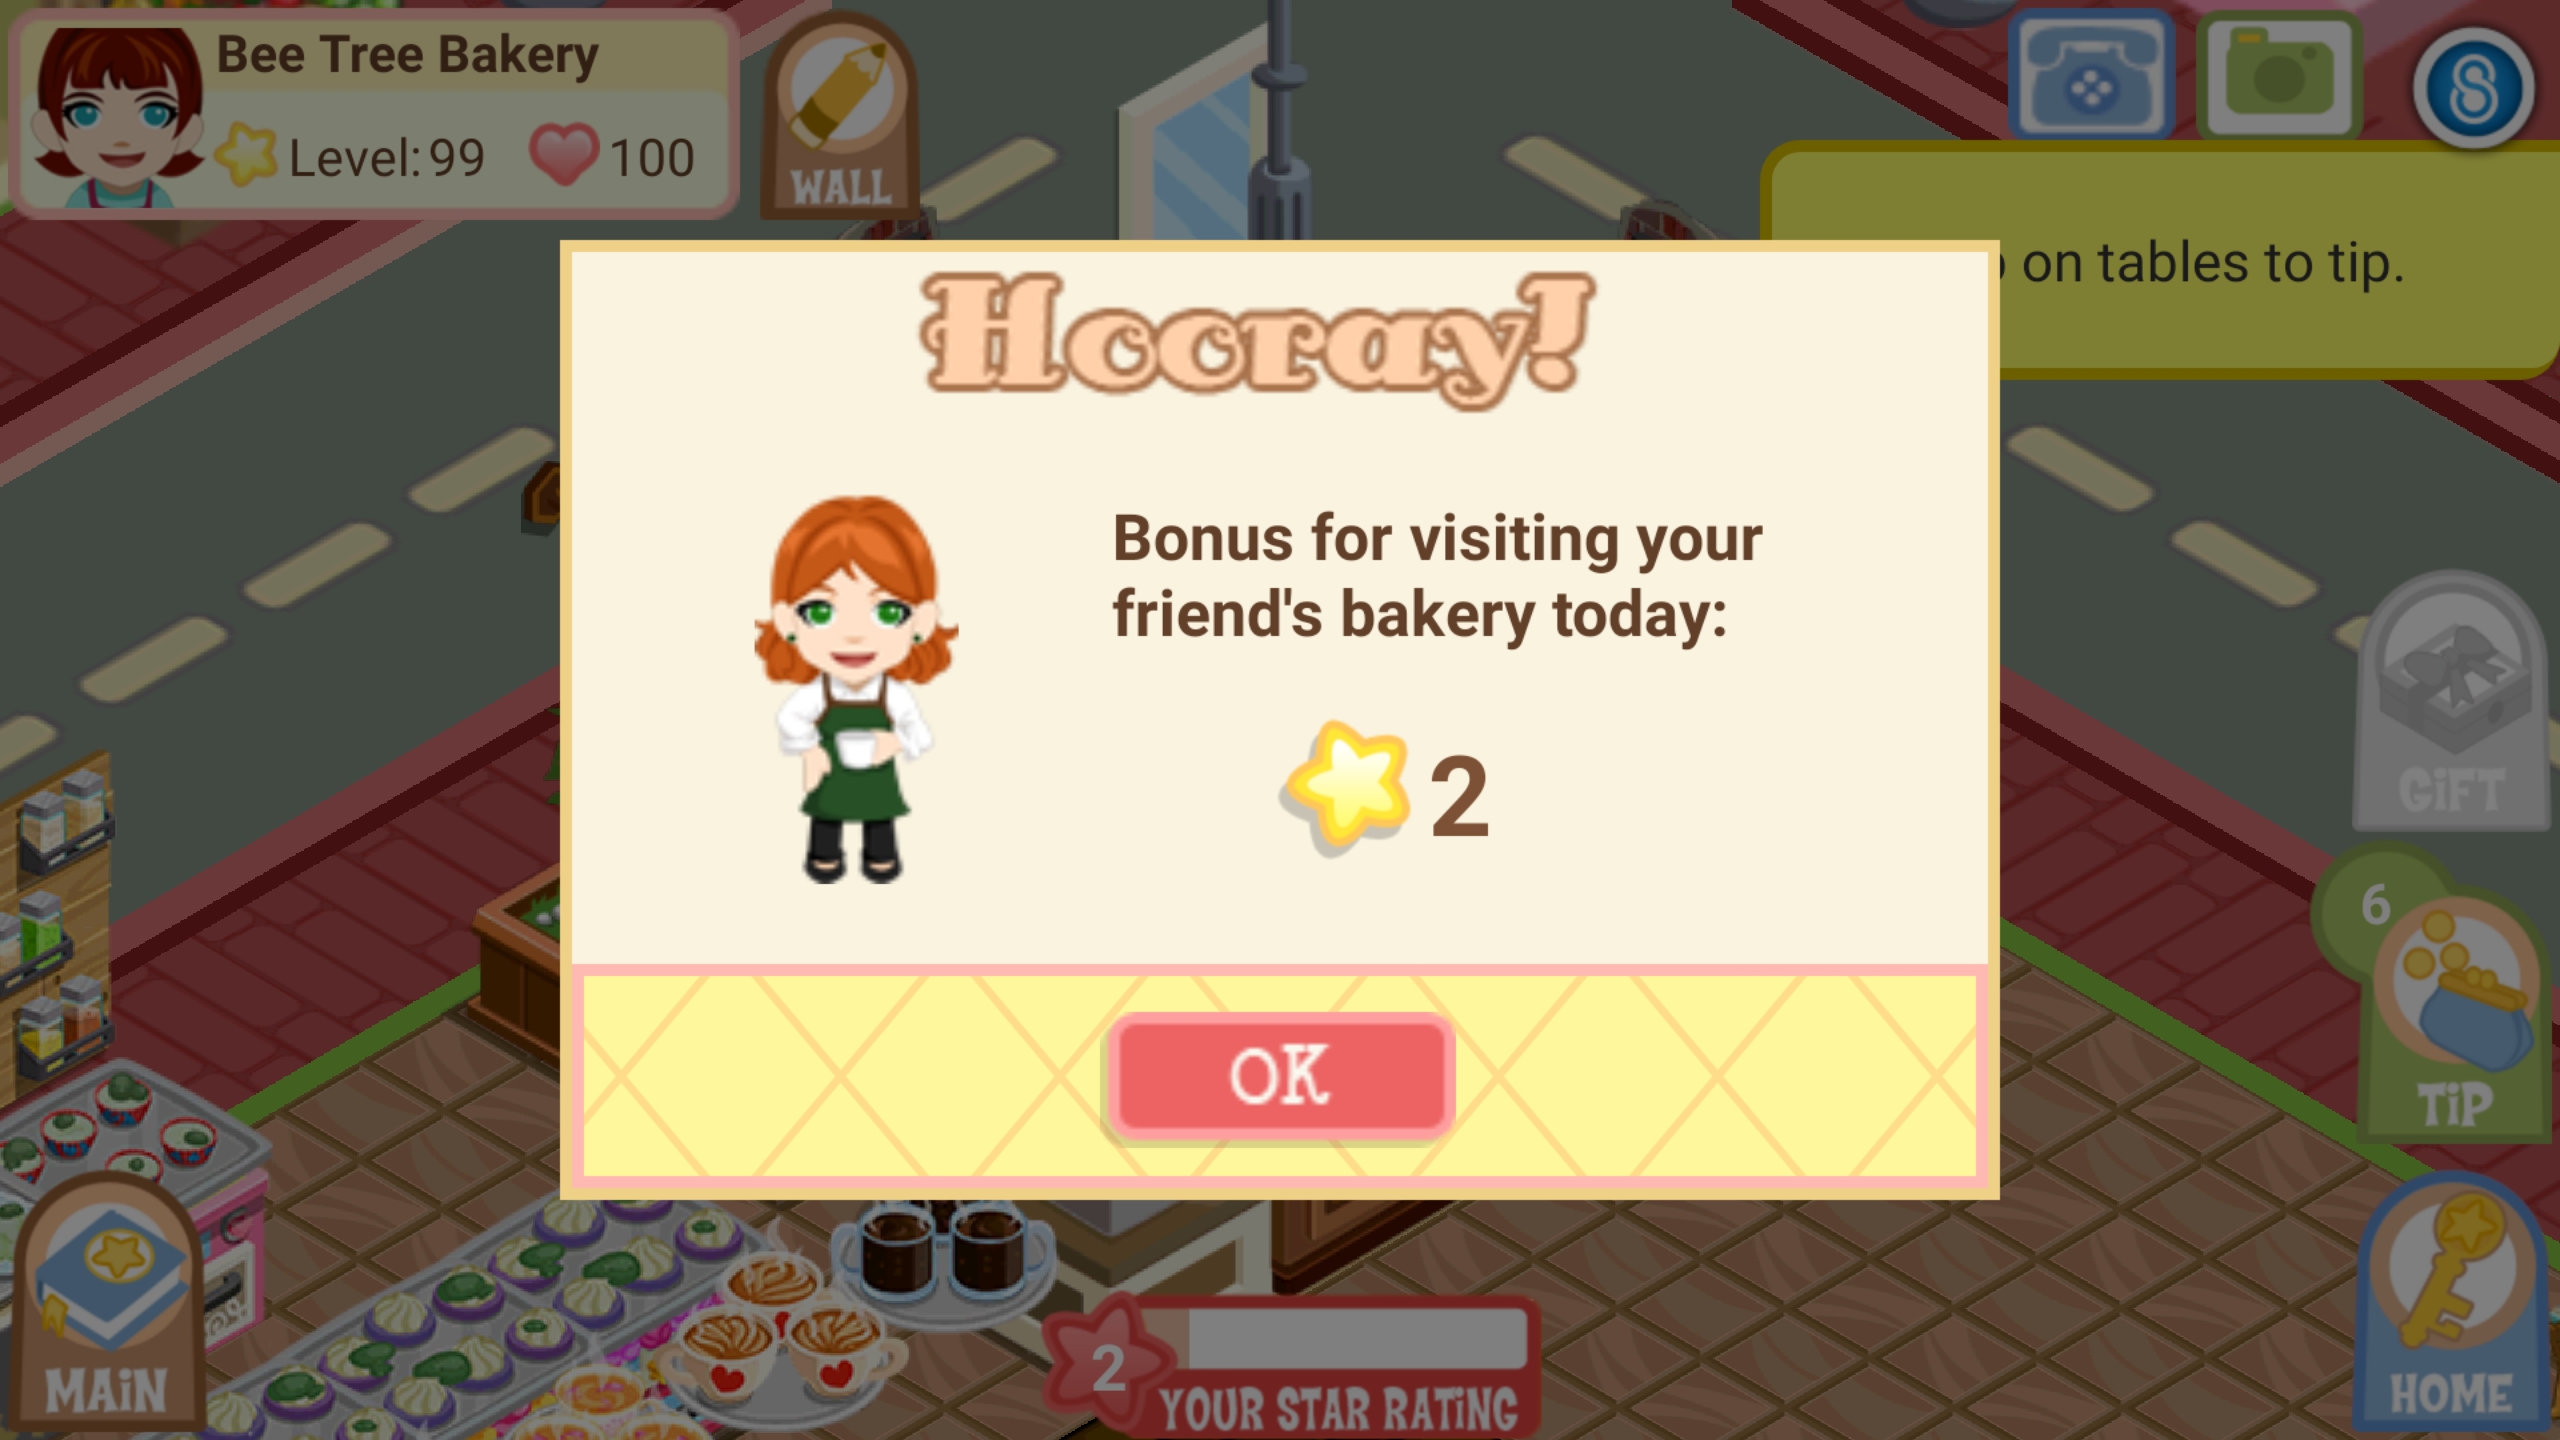 Bee Tree Bakery
Level: 99
100
WALL
on tables to tip.
Hooray!
Bonus for visiting your
friend's bakery today:
2
OK
GiFT
6
TiP
MAiN
2
YOUR STAR RATiNG
HOME